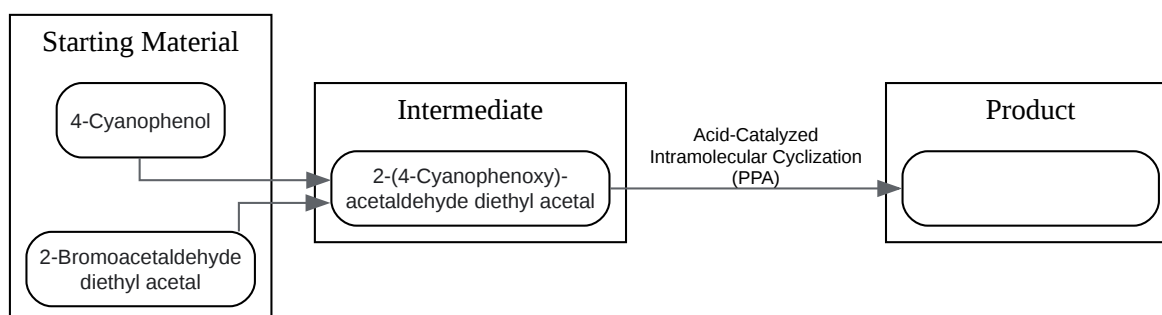 Starting Material
4-Cyanophenol
2-Bromoacetaldehyde
diethyl acetal
Intermediate
2-(4-Cyanophenoxy)-
acetaldehyde diethyl acetal
Acid-Catalyzed
Intramolecular Cyclization
(PPA)
Product